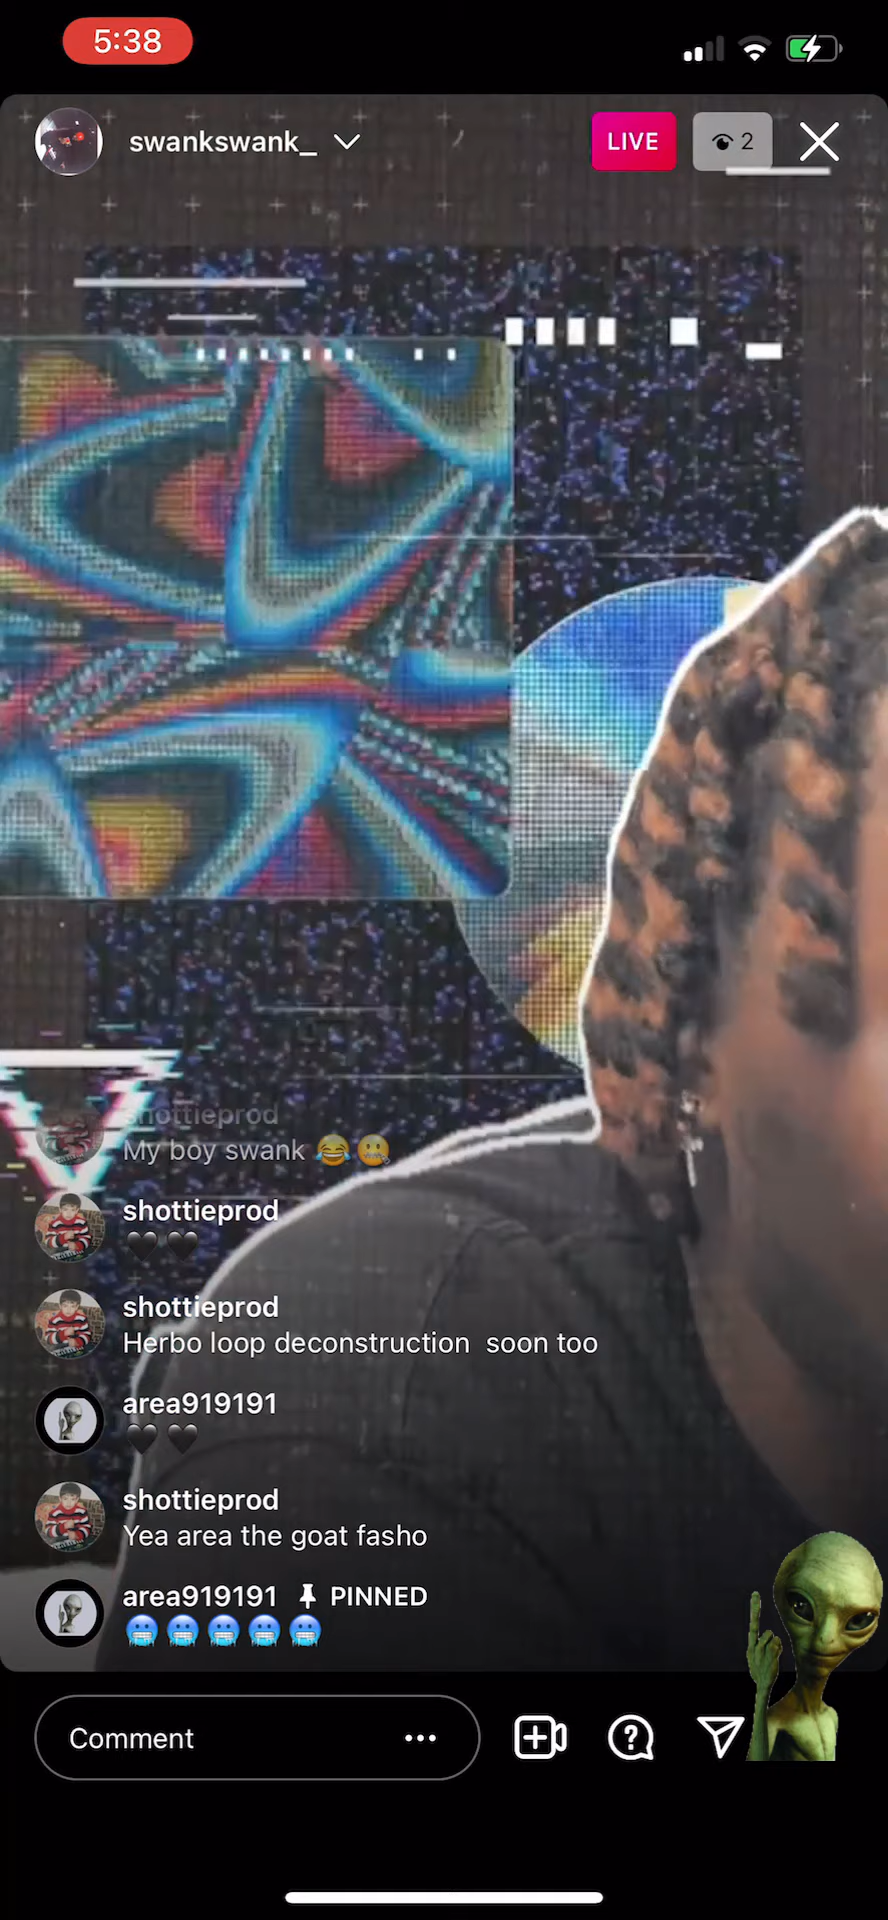 5:38
swankswank_
LIVE
2
shottieprod
My boy swank 😂🤐
shottieprod
🖤🖤
shottieprod
Herbo loop deconstruction  soon too
area919191
🖤🖤
shottieprod
Yea area the goat fasho
area919191 📌 PINNED
🥶🥶🥶🥶🥶
Comment